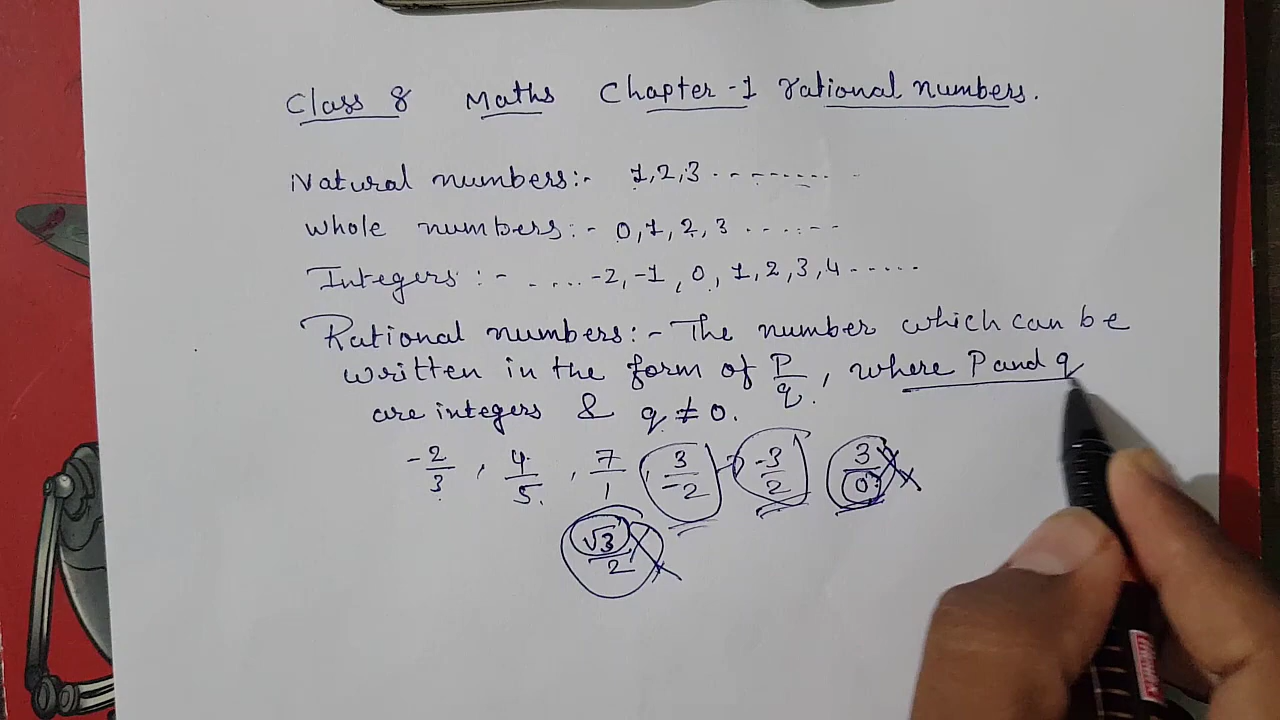 Class 8 Maths Chapter-1 rational numbers.
Natural numbers:- 1,2,3 ---------
Whole numbers:- 0,1,2,3 ......
Integers:- .....-2,-1,0,1,2,3,4.....
Rational numbers:- The number which can be
written in the form of P/q, where P and q
are integers & q ≠ 0.
-2/3, 4/5, 7/1, 3/-2 → -3/2 3/0
√3/2